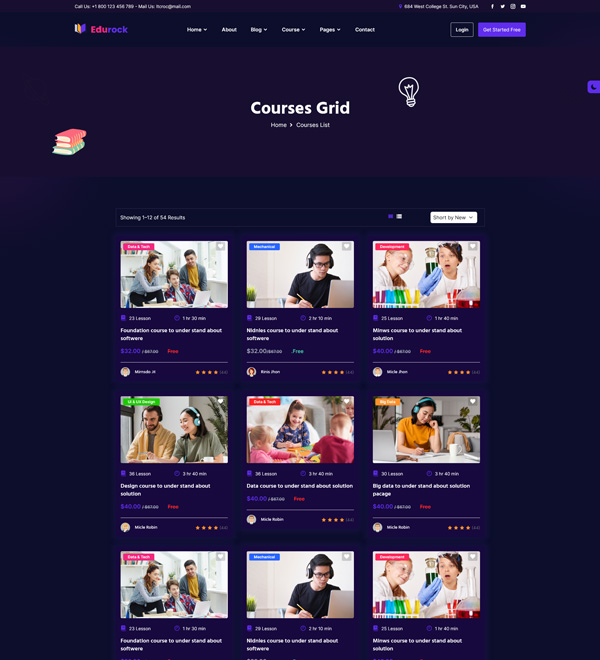 Call Us: +1 800 123 456 789 - Mail Us: Itcroc@mail.com
684 West College St. Sun City, USA
Edurock
Home About Blog Course Pages Contact
Login
Get Started Free
Courses Grid
Home > Courses List
Showing 1–12 of 54 Results
Short by New
Data & Tech
23 Lesson 1 hr 30 min
Foundation course to under stand about
softwere
$32.00 / $67.00 Free
Mirnsdo .H
(44)
Mechanical
29 Lesson 2 hr 10 min
Nidnies course to under stand about
softwere
$32.00/$67.00 .Free
Rinis Jhon
(44)
Development
25 Lesson 1 hr 40 min
Minws course to under stand about
solution
$40.00 / $67.00 Free
Micle Jhon
(44)
UI & UX Design
36 Lesson 3 hr 40 min
Design course to under stand about
solution
$40.00 / $67.00 Free
Micle Robin
(44)
Data & Tech
36 Lesson 3 hr 40 min
Data course to under stand about solution
$40.00 / $67.00 Free
Micle Robin
(44)
Big Data
30 Lesson 3 hr 40 min
Big data to under stand about solution
pacage
$40.00 / $67.00 Free
Micle Robin
(44)
Data & Tech
23 Lesson 1 hr 30 min
Foundation course to under stand about
softwere
Mechanical
29 Lesson 2 hr 10 min
Nidnies course to under stand about
softwere
Development
25 Lesson 1 hr 40 min
Minws course to under stand about
solution